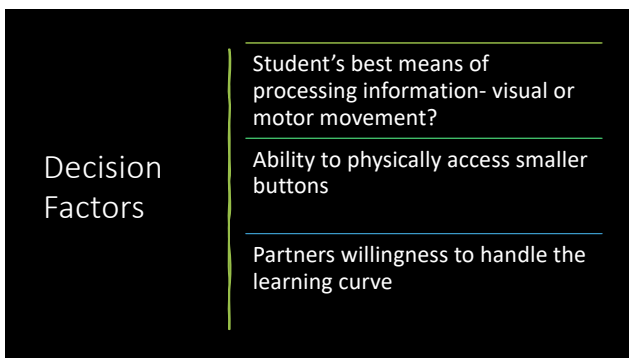 Decision
Factors
Student’s best means of
processing information- visual or
motor movement?
Ability to physically access smaller
buttons
Partners willingness to handle the
learning curve